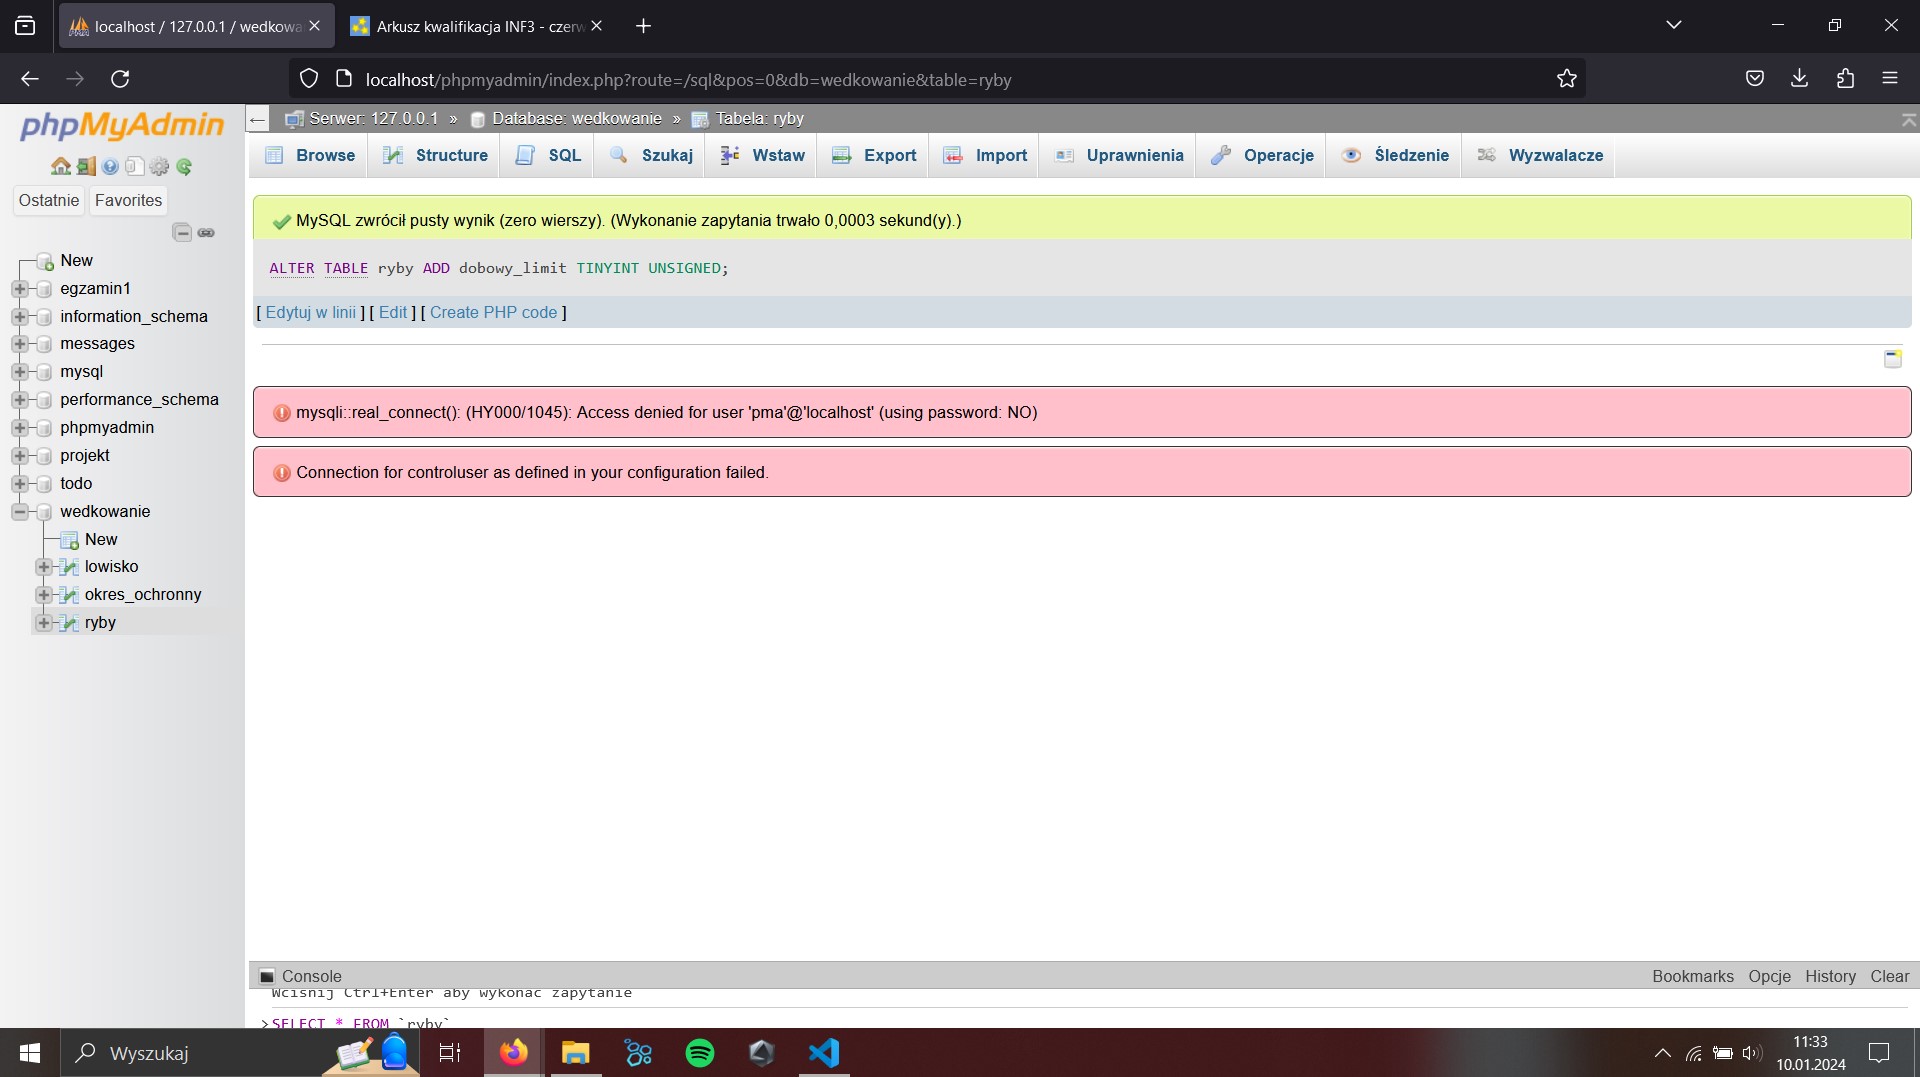 localhost / 127.0.0.1 / wedkowa
Arkusz kwalifikacja INF3 - czerw
localhost/phpmyadmin/index.php?route=/sql&pos=0&db=wedkowanie&table=ryby
phpMyAdmin
Ostatnie Favorites
New
egzamin1
information_schema
messages
mysql
performance_schema
phpmyadmin
projekt
todo
wedkowanie
New
lowisko
okres_ochronny
ryby
Serwer: 127.0.0.1 » Database: wedkowanie » Tabela: ryby
Browse Structure SQL Szukaj Wstaw Export Import Uprawnienia Operacje Śledzenie Wyzwalacze
MySQL zwrócił pusty wynik (zero wierszy). (Wykonanie zapytania trwało 0,0003 sekund(y).)
ALTER TABLE ryby ADD dobowy_limit TINYINT UNSIGNED;
[ Edytuj w linii ] [ Edit ] [ Create PHP code ]
mysqli::real_connect(): (HY000/1045): Access denied for user 'pma'@'localhost' (using password: NO)
Connection for controluser as defined in your configuration failed.
Console Bookmarks Opcje History Clear
Wciśnij Ctrl+Enter aby wykonać zapytanie
>SELECT * FROM `ryby`
Wyszukaj
11:33
10.01.2024